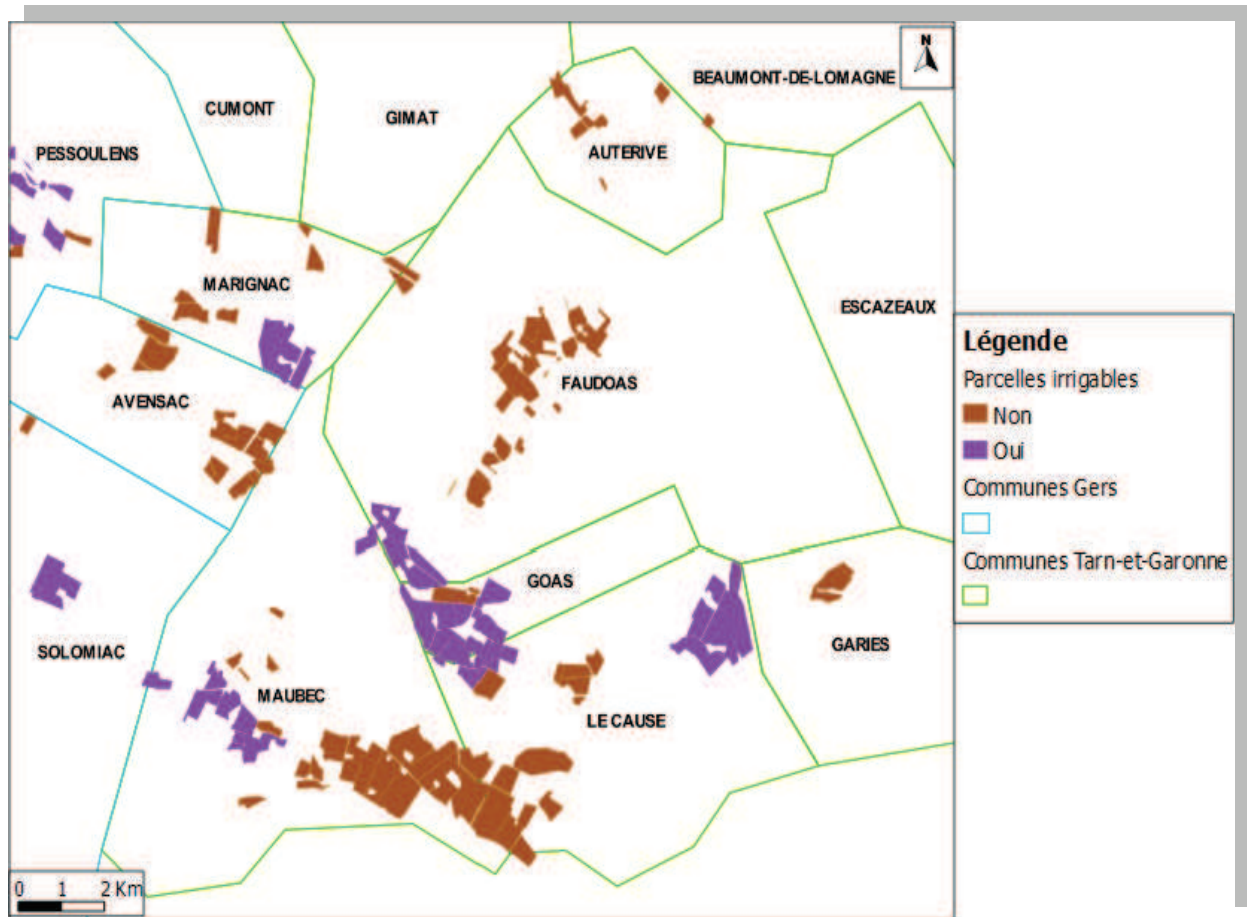 N
BEAUMONT-DE-LOMAGNE
CUMONT
GIMAT
PESSOULENS
AUTERIVE
MARIGNAC
ESCAZEAUX
FAUDOAS
AVENSAC
GOAS
SOLOMIAC
GARIES
MAUBEC
LE CAUSE
0 1 2 Km
Légende
Parcelles irrigables
Non
Oui
Communes Gers
Communes Tarn-et-Garonne